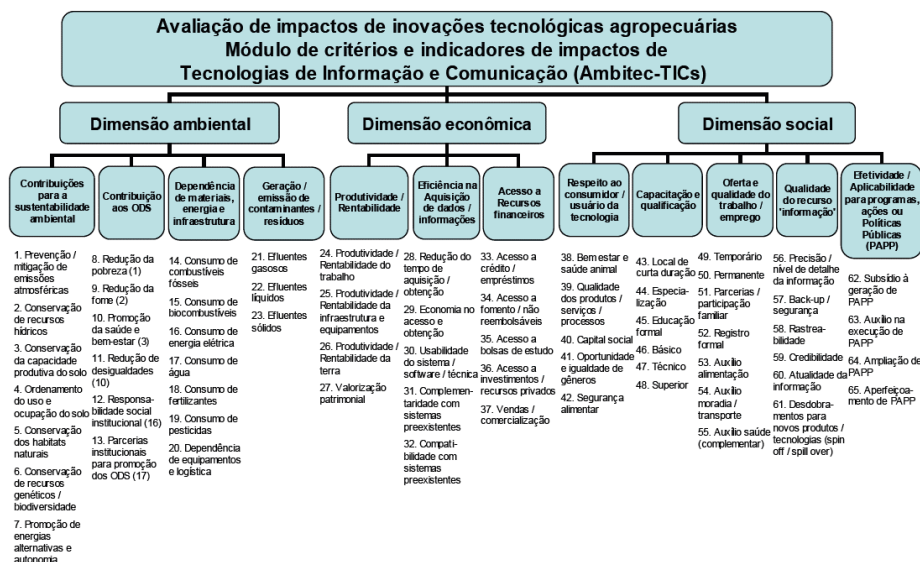 Avaliação de impactos de inovações tecnológicas agropecuárias
Módulo de critérios e indicadores de impactos de
Tecnologias de Informação e Comunicação (Ambitec-TICs)
Dimensão ambiental
Dimensão econômica
Dimensão social
Contribuições
para a
sustentabilidade
ambiental
Contribuição
aos ODS
Dependência
de materiais,
energia e
infraestrutura
Geração /
emissão de
contaminantes /
resíduos
Produtividade /
Rentabilidade
Eficiência na
Aquisição
de dados /
informações
Acesso a
Recursos
financeiros
Respeito ao
consumidor /
usuário da
tecnologia
Capacitação e
qualificação
Oferta e
qualidade do
trabalho /
emprego
Qualidade
do recurso
'informação'
Efetividade /
Aplicabilidade
para programas,
ações ou
Políticas
Públicas
(PAPP)
1. Prevenção /
mitigação de
emissões
atmosféricas
2. Conservação
de recursos
hídricos
3. Conservação
da capacidade
produtiva do solo
4. Ordenamento
do uso e
ocupação do solo
5. Conservação
dos habitats
naturais
6. Conservação
de recursos
genéticos /
biodiversidade
7. Promoção de
energias
alternativas e
autonomia
8. Redução da
pobreza (1)
9. Redução da
fome (2)
10. Promoção
da saúde e
bem-estar (3)
11. Redução de
desigualdades
(10)
12. Respon-
sabilidade social
institucional (16)
13. Parcerias
institucionais
para promoção
dos ODS (17)
14. Consumo de
combustíveis
fósseis
15. Consumo de
biocombustíveis
16. Consumo de
energia elétrica
17. Consumo de
água
18. Consumo de
fertilizantes
19. Consumo de
pesticidas
20. Dependência
de equipamentos
e logística
21. Efluentes
gasosos
22. Efluentes
líquidos
23. Efluentes
sólidos
24. Produtividade /
Rentabilidade do
trabalho
25. Produtividade /
Rentabilidade da
infraestrutura e
equipamentos
26. Produtividade /
Rentabilidade da
terra
27. Valorização
patrimonial
28. Redução do
tempo de
aquisição /
obtenção
29. Economia no
acesso e
obtenção
30. Usabilidade
do sistema /
software / técnica
31. Complemen-
taridade com
sistemas
preexistentes
32. Compati-
bilidade com
sistemas
preexistentes
33. Acesso a
crédito /
empréstimos
34. Acesso a
fomento / não
reembolsáveis
35. Acesso a
bolsas de estudo
36. Acesso a
investimentos /
recursos privados
37. Vendas /
comercialização
38. Bem estar e
saúde animal
39. Qualidade
dos produtos /
serviços /
processos
40. Capital social
41. Oportunidade
e igualdade de
gêneros
42. Segurança
alimentar
43. Local de
curta duração
44. Especia-
lização
45. Educação
formal
46. Básico
47. Técnico
48. Superior
49. Temporário
50. Permanente
51. Parcerias /
participação
familiar
52. Registro
formal
53. Auxílio
alimentação
54. Auxílio
moradia /
transporte
55. Auxílio saúde
(complementar)
56. Precisão /
nível de detalhe
da informação
57. Back-up /
segurança
58. Rastrea-
bilidade
59. Credibilidade
60. Atualidade da
informação
61. Desdobra-
mentos para
novos produtos /
tecnologias (spin
off / spill over)
62. Subsídio à
geração de
PAPP
63. Auxílio na
execução de
PAPP
64. Ampliação de
PAPP
65. Aperfeiçoa-
mento de PAPP